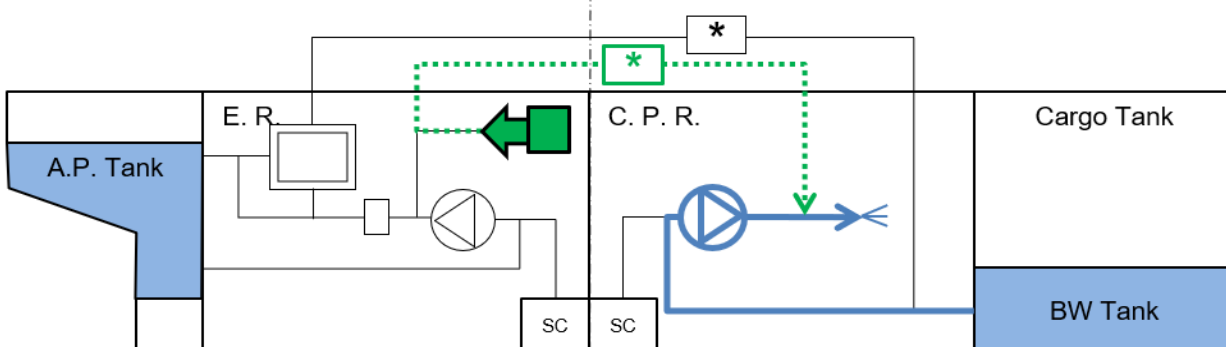 *
*
E. R.
C. P. R.
Cargo Tank
A.P. Tank
BW Tank
SC
SC